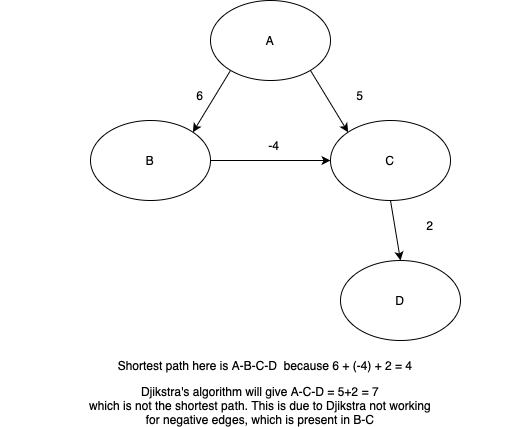 A
6
5
B
-4
C
2
D
Shortest path here is A-B-C-D because 6 + (-4) + 2 = 4
Djikstra's algorithm will give A-C-D = 5+2 = 7
which is not the shortest path. This is due to Djikstra not working
for negative edges, which is present in B-C